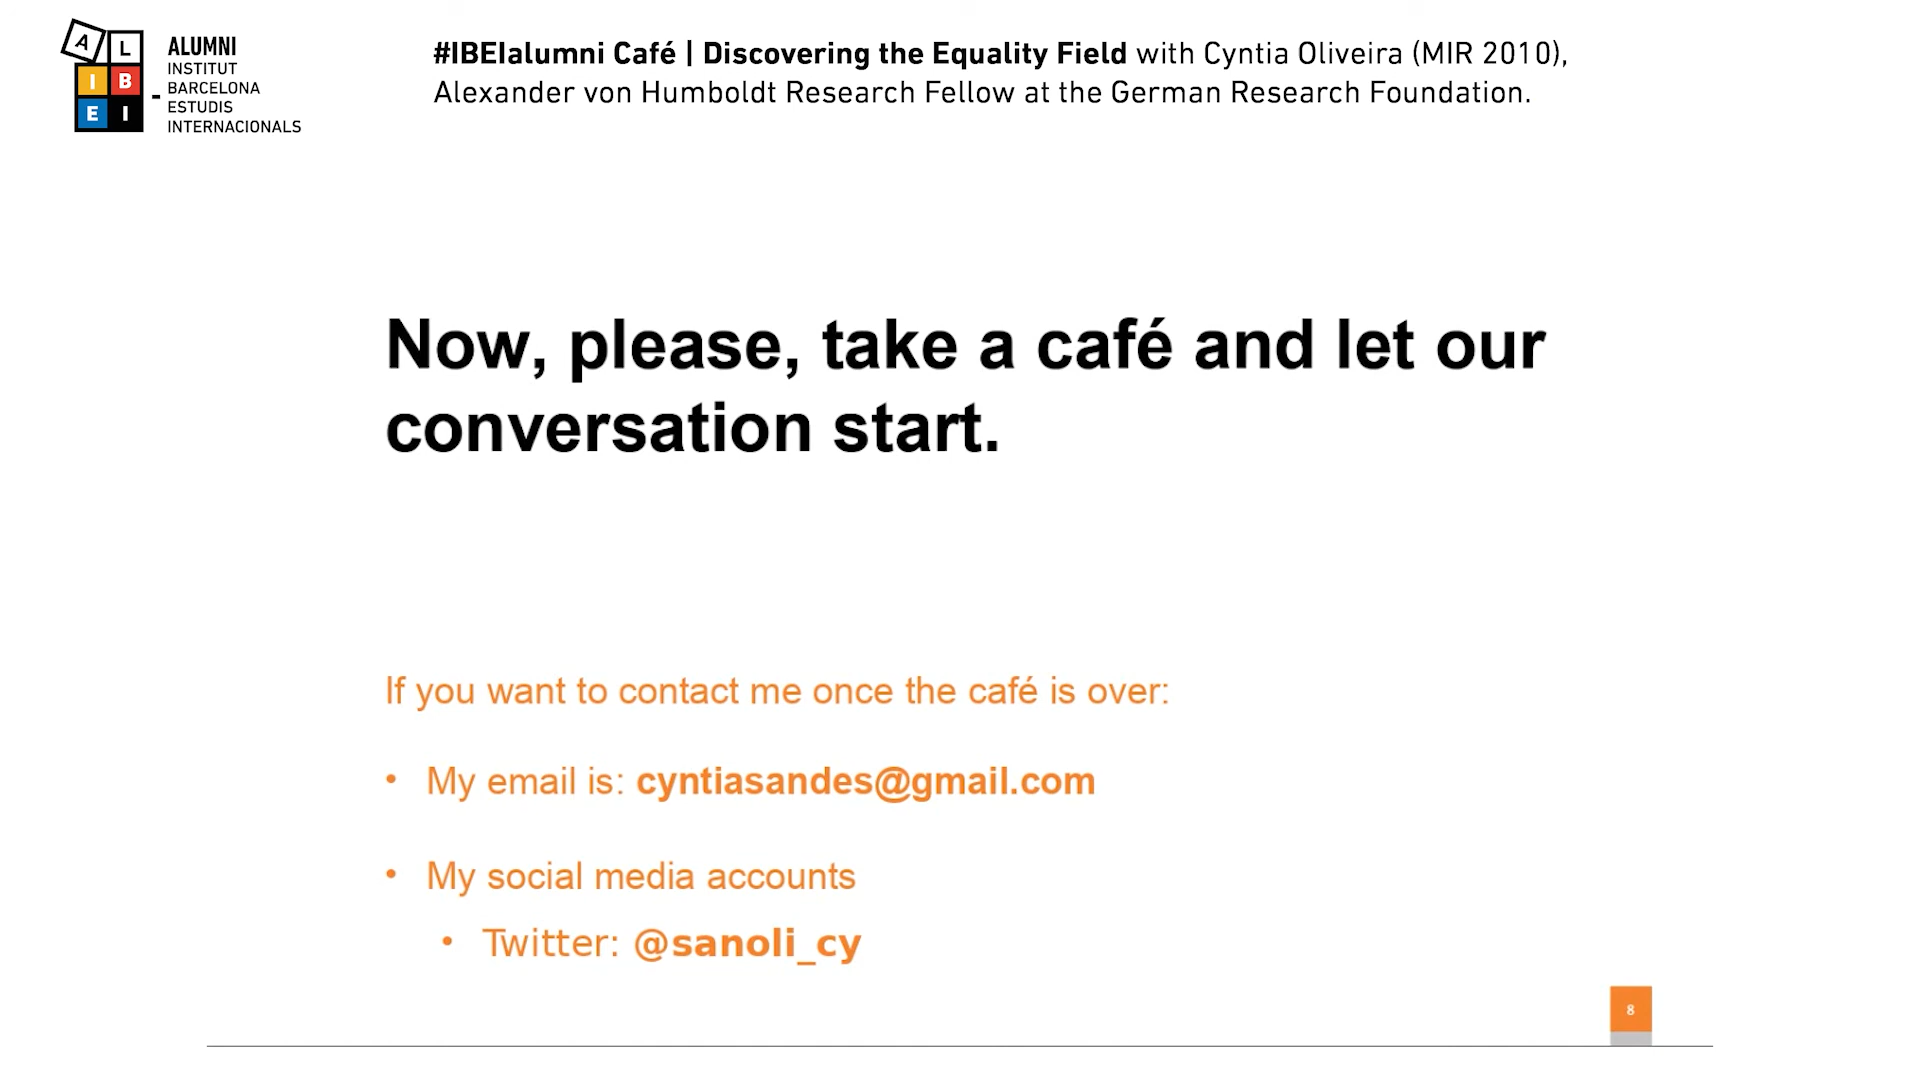 A L
I B
E I
ALUMNI
INSTITUT
BARCELONA
ESTUDIS
INTERNACIONALS
#IBEIalumni Café | Discovering the Equality Field with Cyntia Oliveira (MIR 2010),
Alexander von Humboldt Research Fellow at the German Research Foundation.
Now, please, take a café and let our
conversation start.
If you want to contact me once the café is over:
• My email is: cyntiasandes@gmail.com
• My social media accounts
• Twitter: @sanoli_cy
8